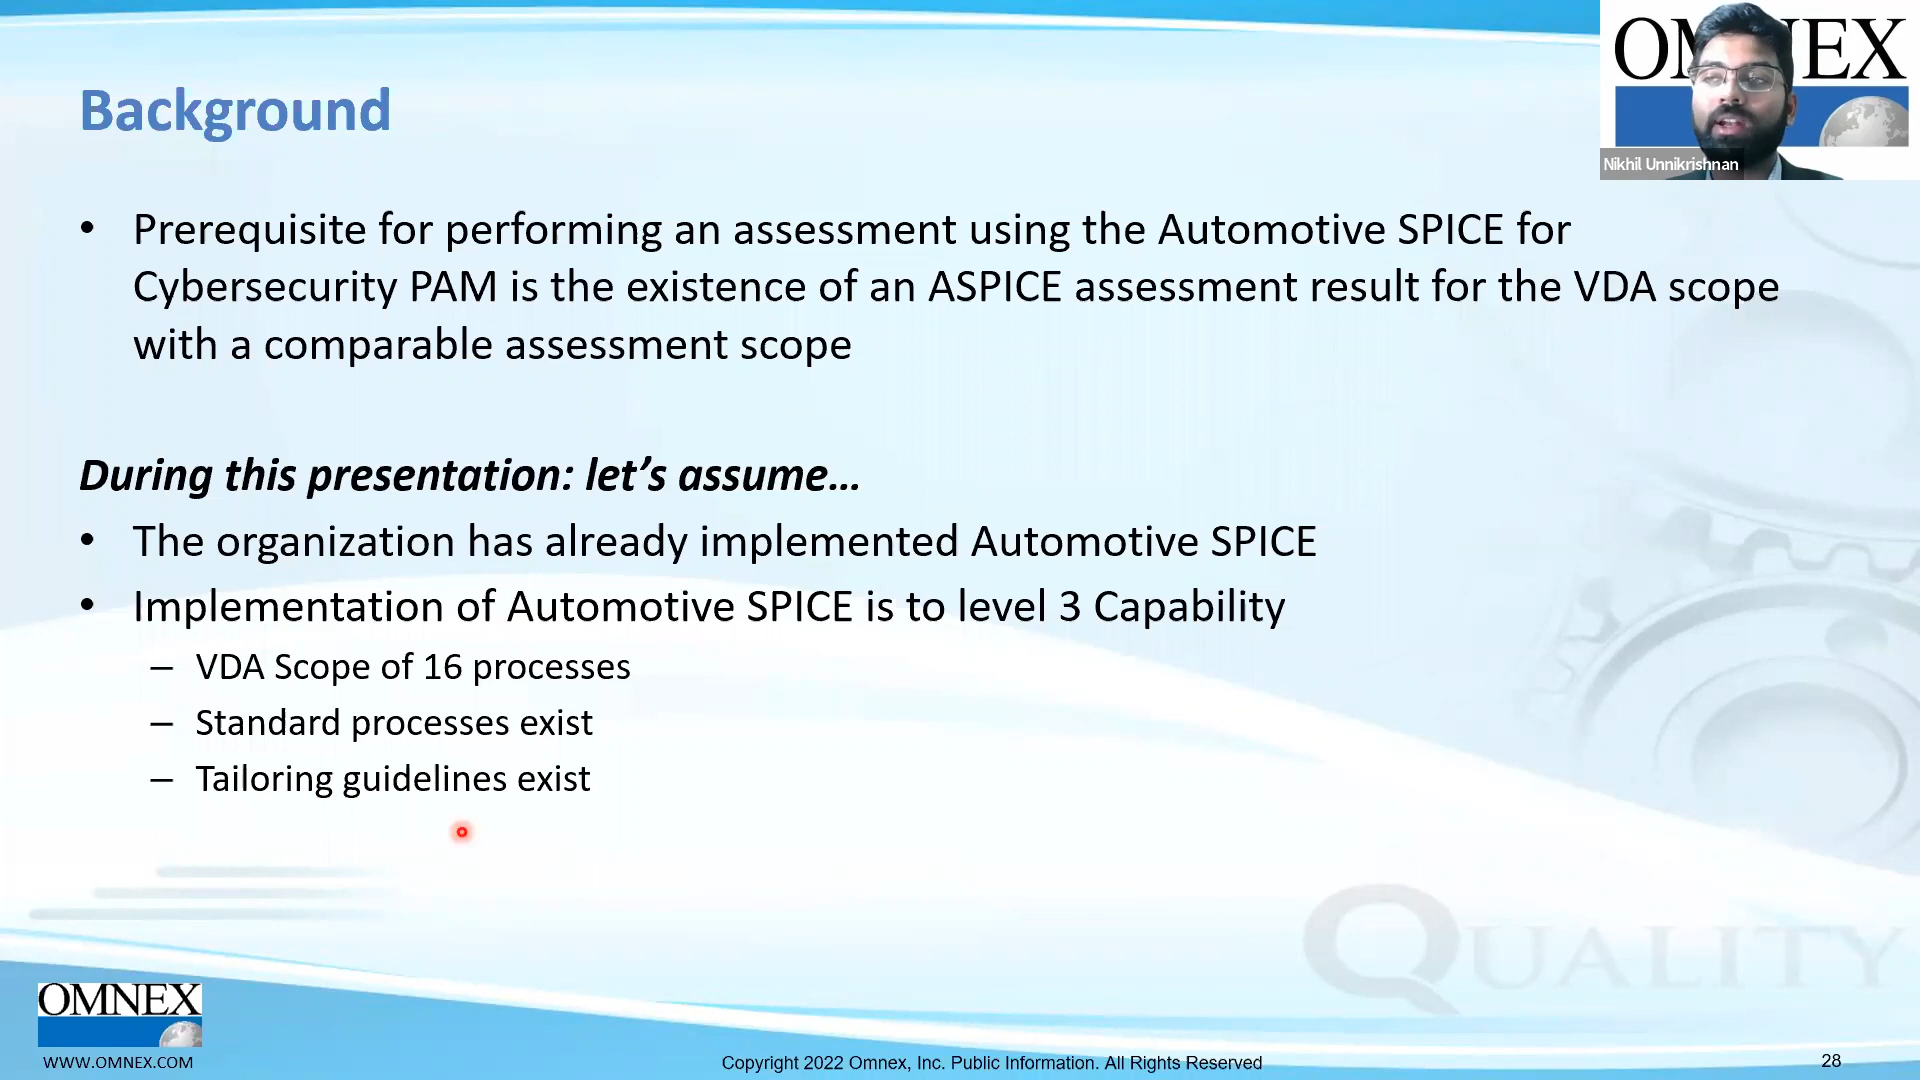 OMNEX
Nikhil Unnikrishnan
Background
• Prerequisite for performing an assessment using the Automotive SPICE for
Cybersecurity PAM is the existence of an ASPICE assessment result for the VDA scope
with a comparable assessment scope
During this presentation: let’s assume…
• The organization has already implemented Automotive SPICE
• Implementation of Automotive SPICE is to level 3 Capability
– VDA Scope of 16 processes
– Standard processes exist
– Tailoring guidelines exist
QUALITY
OMNEX
WWW.OMNEX.COM
Copyright 2022 Omnex, Inc. Public Information. All Rights Reserved
28